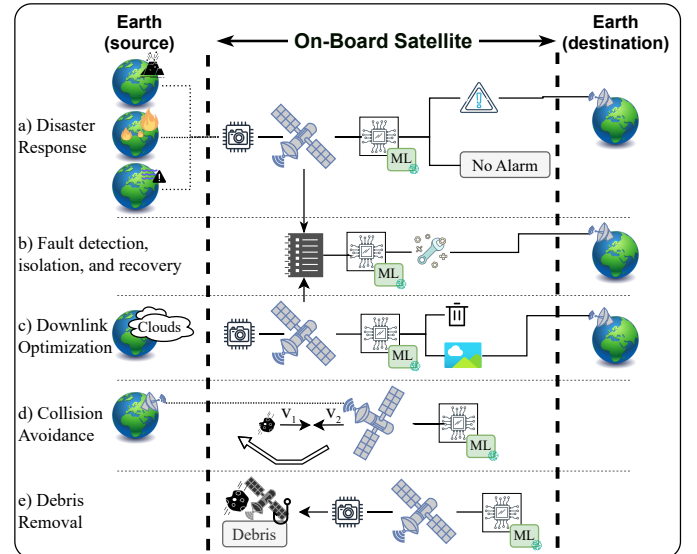 Earth
(source)
On-Board Satellite
Earth
(destination)
a) Disaster
Response
ML
No Alarm
b) Fault detection,
isolation, and recovery
ML
c) Downlink
Optimization
Clouds
ML
d) Collision
Avoidance
V1 V2
ML
e) Debris
Removal
Debris
ML